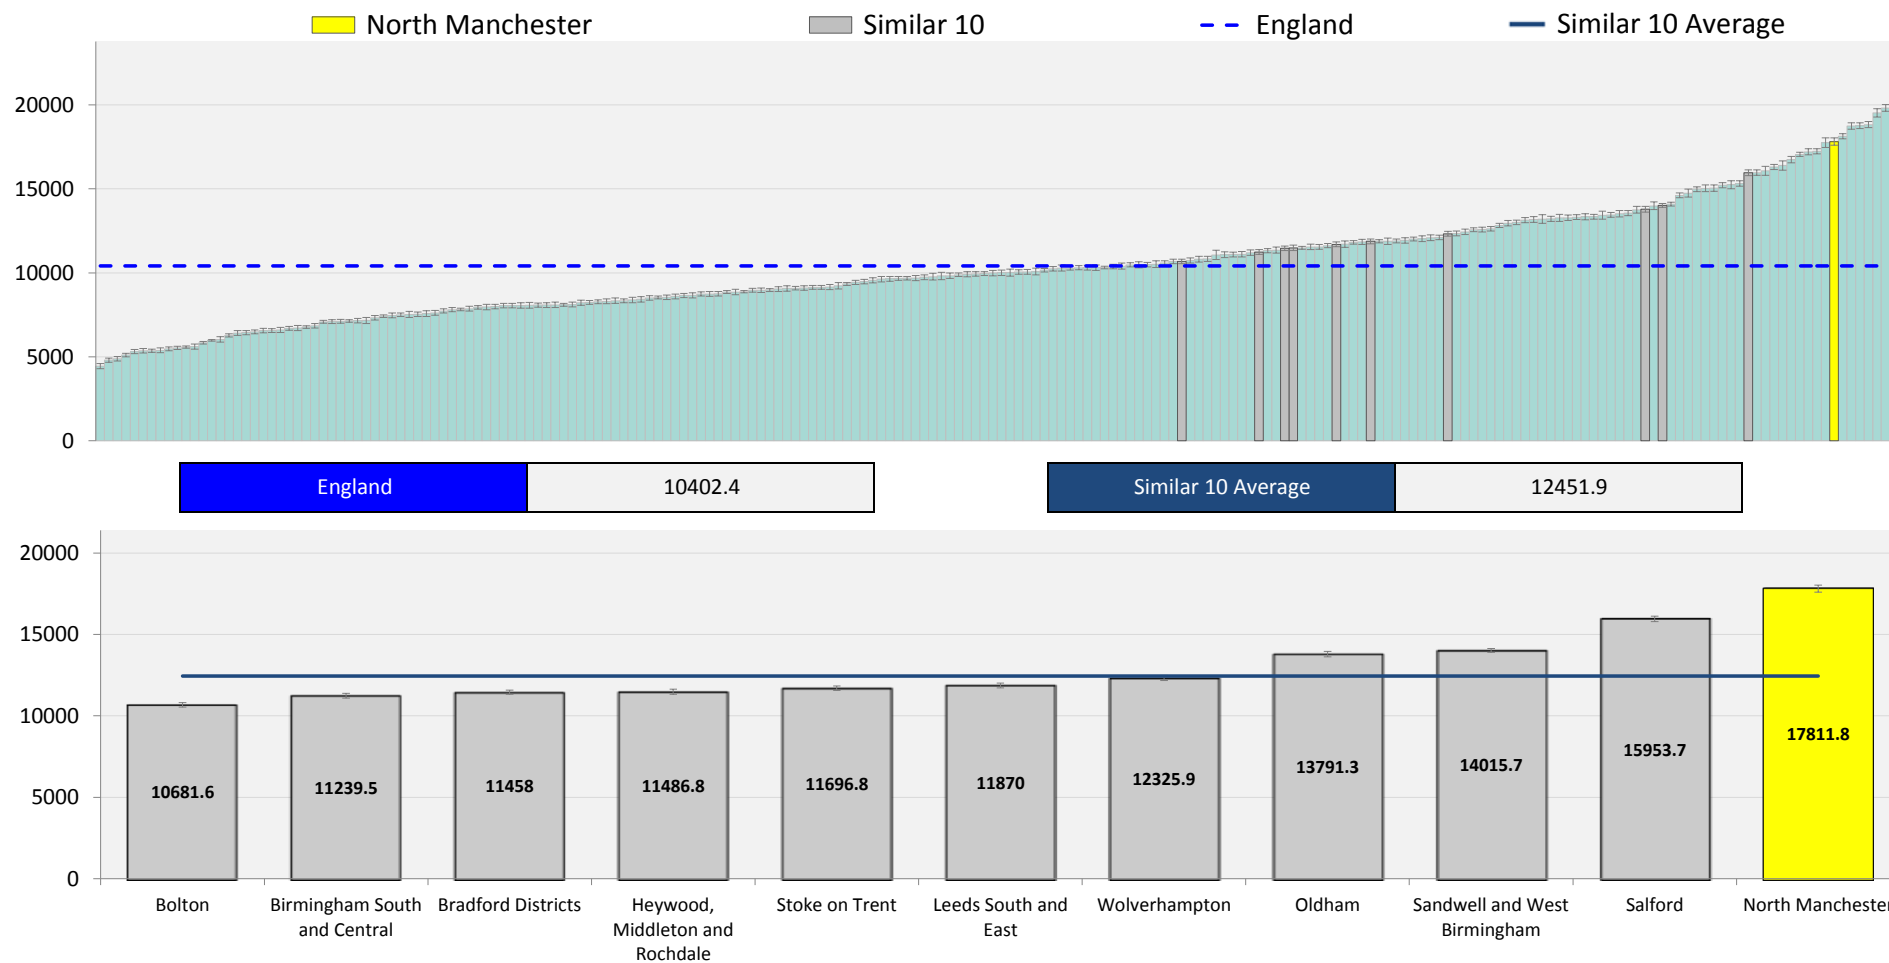 North Manchester
Similar 10
England
Similar 10 Average
20000
15000
10000
5000
0
England
10402.4
Similar 10 Average
12451.9
20000
15000
10000
5000
0
10681.6
11239.5
11458
11486.8
11696.8
11870
12325.9
13791.3
14015.7
15953.7
17811.8
Bolton
Birmingham South
and Central
Bradford Districts
Heywood,
Middleton and
Rochdale
Stoke on Trent
Leeds South and
East
Wolverhampton
Oldham
Sandwell and West
Birmingham
Salford
North Manchester